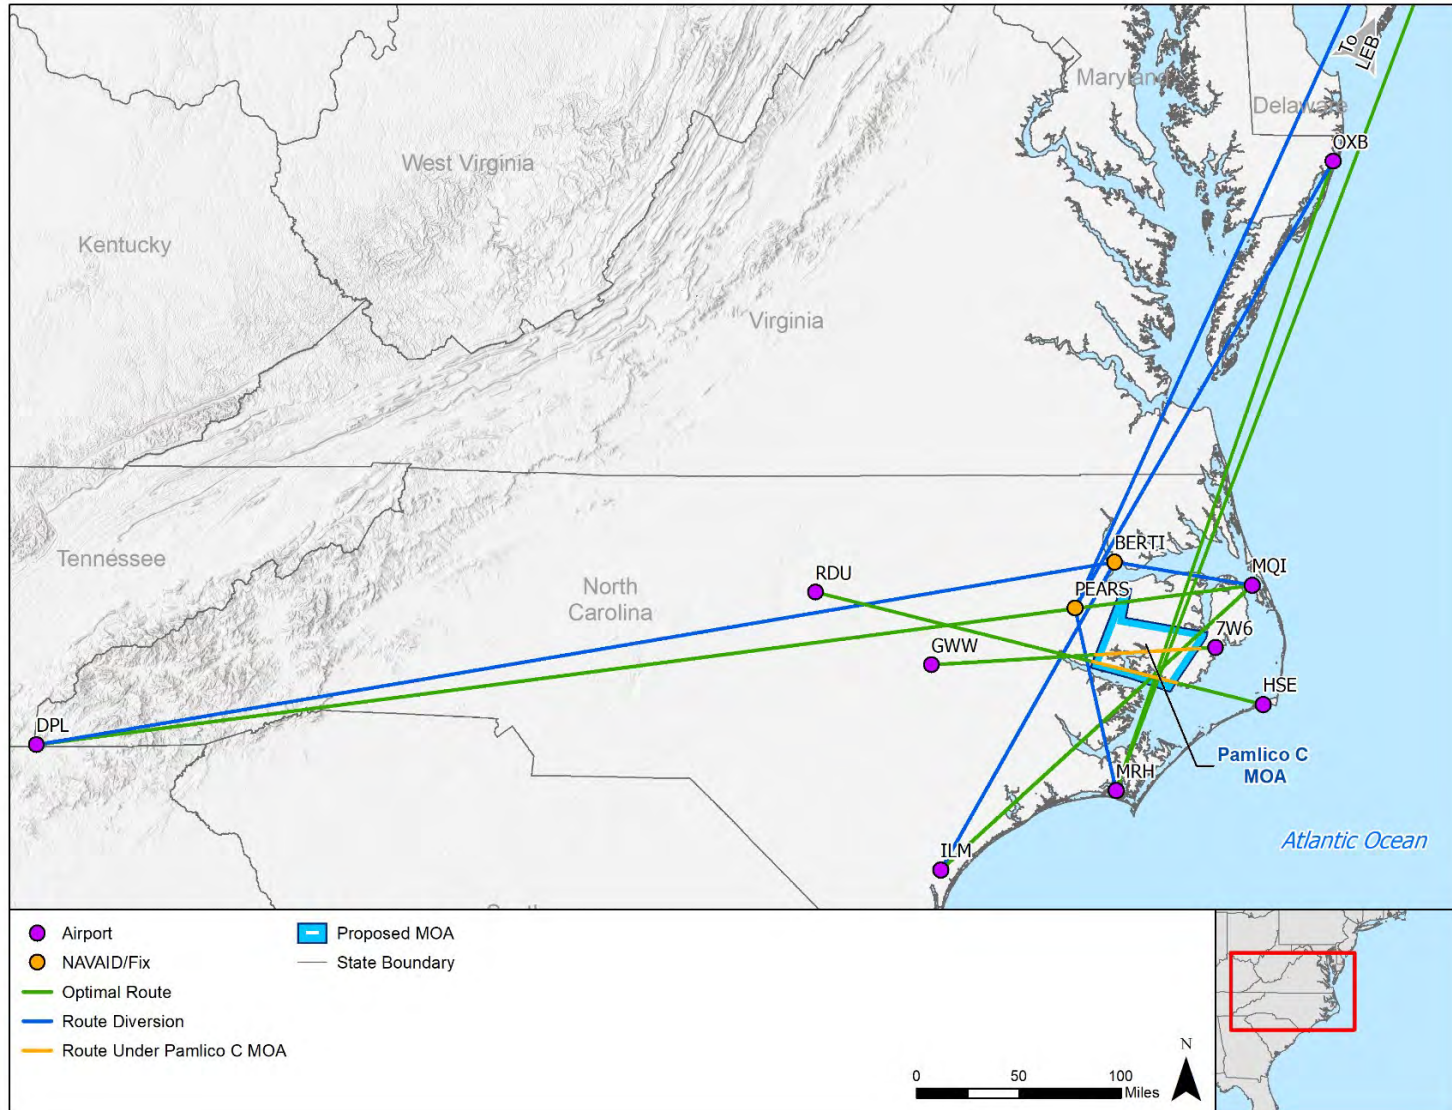 To
LEB
Maryland
Delaware
OXB
West Virginia
Kentucky
Virginia
Tennessee
North
Carolina
RDU
BERTI
MQI
PEARS
7W6
GWW
HSE
DPL
Pamlico C
MOA
MRH
ILM
Atlantic Ocean
Airport
NAVAID/Fix
Optimal Route
Route Diversion
Route Under Pamlico C MOA
Proposed MOA
State Boundary
N
0 50 100
Miles